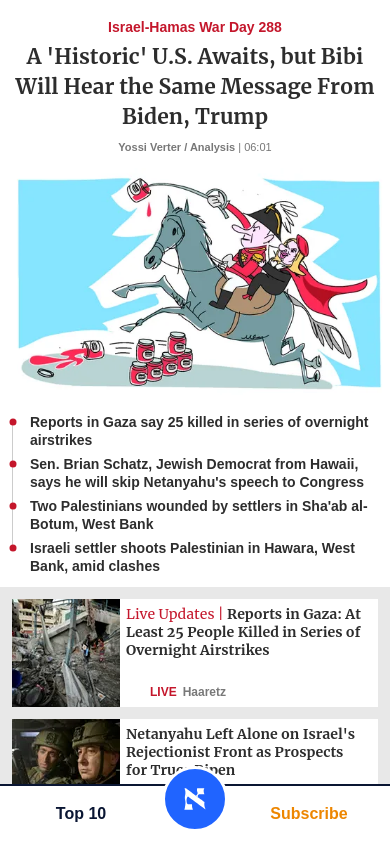 Israel-Hamas War Day 288
A 'Historic' U.S. Awaits, but Bibi
Will Hear the Same Message From
Biden, Trump
Yossi Verter / Analysis | 06:01
Reports in Gaza say 25 killed in series of overnight
airstrikes
Sen. Brian Schatz, Jewish Democrat from Hawaii,
says he will skip Netanyahu's speech to Congress
Two Palestinians wounded by settlers in Sha'ab al-
Botum, West Bank
Israeli settler shoots Palestinian in Hawara, West
Bank, amid clashes
Live Updates | Reports in Gaza: At
Least 25 People Killed in Series of
Overnight Airstrikes
LIVE Haaretz
Netanyahu Left Alone on Israel's
Rejectionist Front as Prospects
for Truce Ripen
Top 10
Subscribe